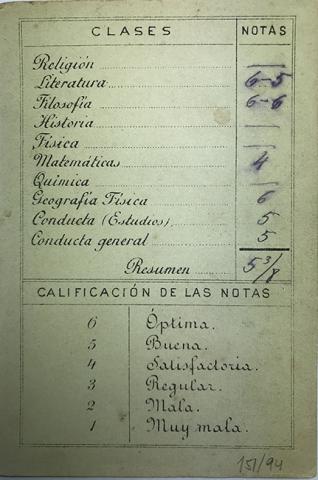 CLASES NOTAS
Religión —
Literatura 6-5
Filosofía 6-6
Historia —
Física —
Matemáticas 4
Química —
Geografía Física 6
Conducta (Estudios) 5
Conducta general 5
Resumen 5 3/8
CALIFICACIÓN DE LAS NOTAS
6 Óptima.
5 Buena.
4 Satisfactoria.
3 Regular.
2 Mala.
1 Muy mala.
151/94